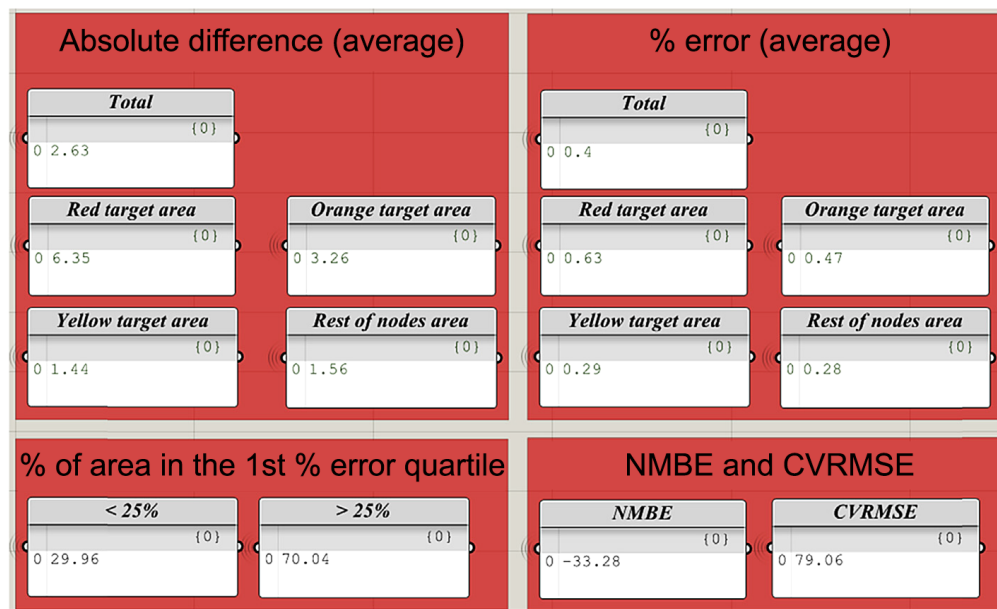 Absolute difference (average)
% error (average)
Total
{0}
0 2.63
Total
{0}
0 0.4
Red target area
{0}
0 6.35
Orange target area
{0}
0 3.26
Red target area
{0}
0 0.63
Orange target area
{0}
0 0.47
Yellow target area
{0}
0 1.44
Rest of nodes area
{0}
0 1.56
Yellow target area
{0}
0 0.29
Rest of nodes area
{0}
0 0.28
% of area in the 1st % error quartile
NMBE and CVRMSE
< 25%
{0}
0 29.96
> 25%
{0}
0 70.04
NMBE
{0}
0 -33.28
CVRMSE
{0}
0 79.06